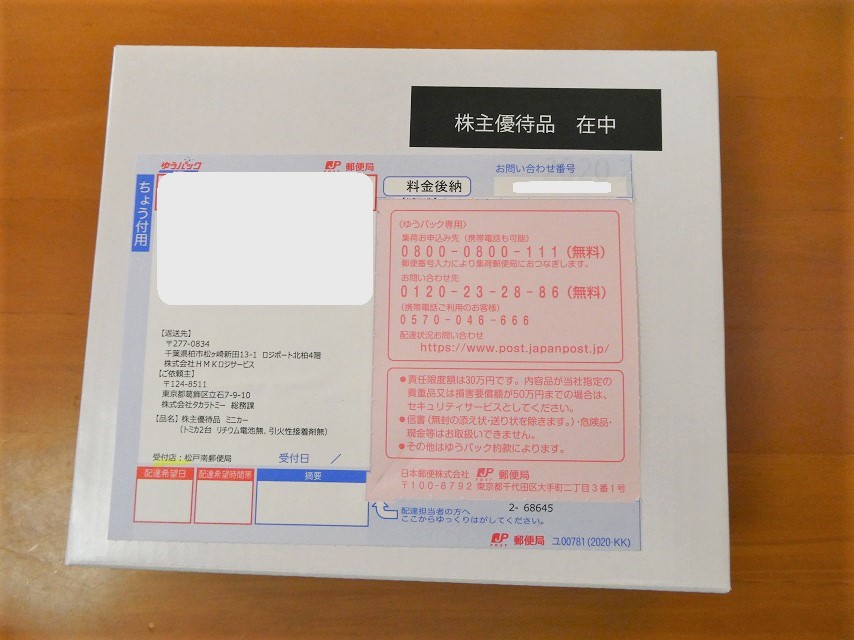 株主優待品 在中
ゆうパック
JP 郵便局
POST
料金後納
お問い合わせ番号
ちょう付用
〈ゆうパック専用〉
集荷お申込み先（携帯電話も可能）
0800-0800-111(無料)
郵便番号入力により集荷郵便局におつなぎします。
お問い合わせ先
0120-23-28-86(無料)
(携帯電話ご利用のお客様)
0570-046-666
配達状況お問い合わせ
https://www.post.japanpost.jp/
●責任限度額は30万円です。内容品が当社指定の
貴重品又は損害要償額が50万円までの場合は、
セキュリティサービスとしてください。
●信書（無封の添え状・送り状を除きます。）・危険品・
現金等はお取扱いできません。
●その他はゆうパック約款によります。
日本郵便株式会社 JP 郵便局
POST
〒100-8792 東京都千代田区大手町二丁目3番1号
【返送先】
〒277-0834
千葉県柏市松ヶ崎新田13-1 ロジポート北柏4階
株式会社HMKロジサービス
【ご依頼主】
〒124-8511
東京都葛飾区立石7-9-10
株式会社タカラトミー 総務課
【品名】株主優待品 ミニカー
（トミカ2台 リチウム電池無、引火性接着剤無）
受付店：松戸南郵便局
受付日 /
配達希望日
配達希望時間帯
摘要
2- 68645
配達担当者の方へ
ここからゆっくりはがしてください。
JP 郵便局
POST
ユ00781(2020·KK)